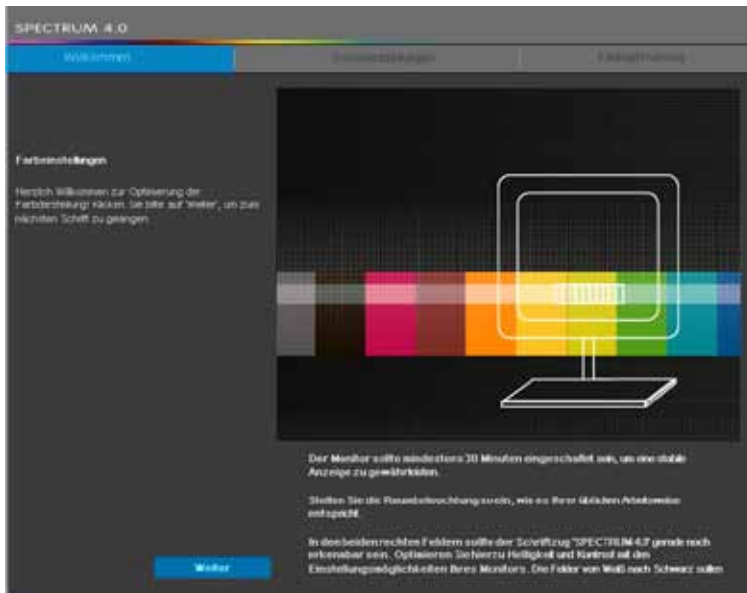 SPECTRUM 4.0
Willkommen
Farbeinstellungen
Herzlich Willkommen zur Optimierung der
Farbdarstellung! Klicken Sie bitte auf 'Weiter', um zum
nächsten Schritt zu gelangen.
Der Monitor sollte mindestens 30 Minuten eingeschaltet sein, um eine stabile
Anzeige zu gewährleisten.
Stellen Sie die Raumbeleuchtung so ein, wie es Ihrer üblichen Arbeitsweise
entspricht.
In den beiden rechten Feldern sollte der Schriftzug "SPECTRUM 4.0" gerade noch
erkennbar sein. Optimieren Sie hierzu Helligkeit und Kontrast mit den
Einstellungsmöglichkeiten Ihres Monitors. Die Felder von Weiß nach Schwarz sollen
Weiter